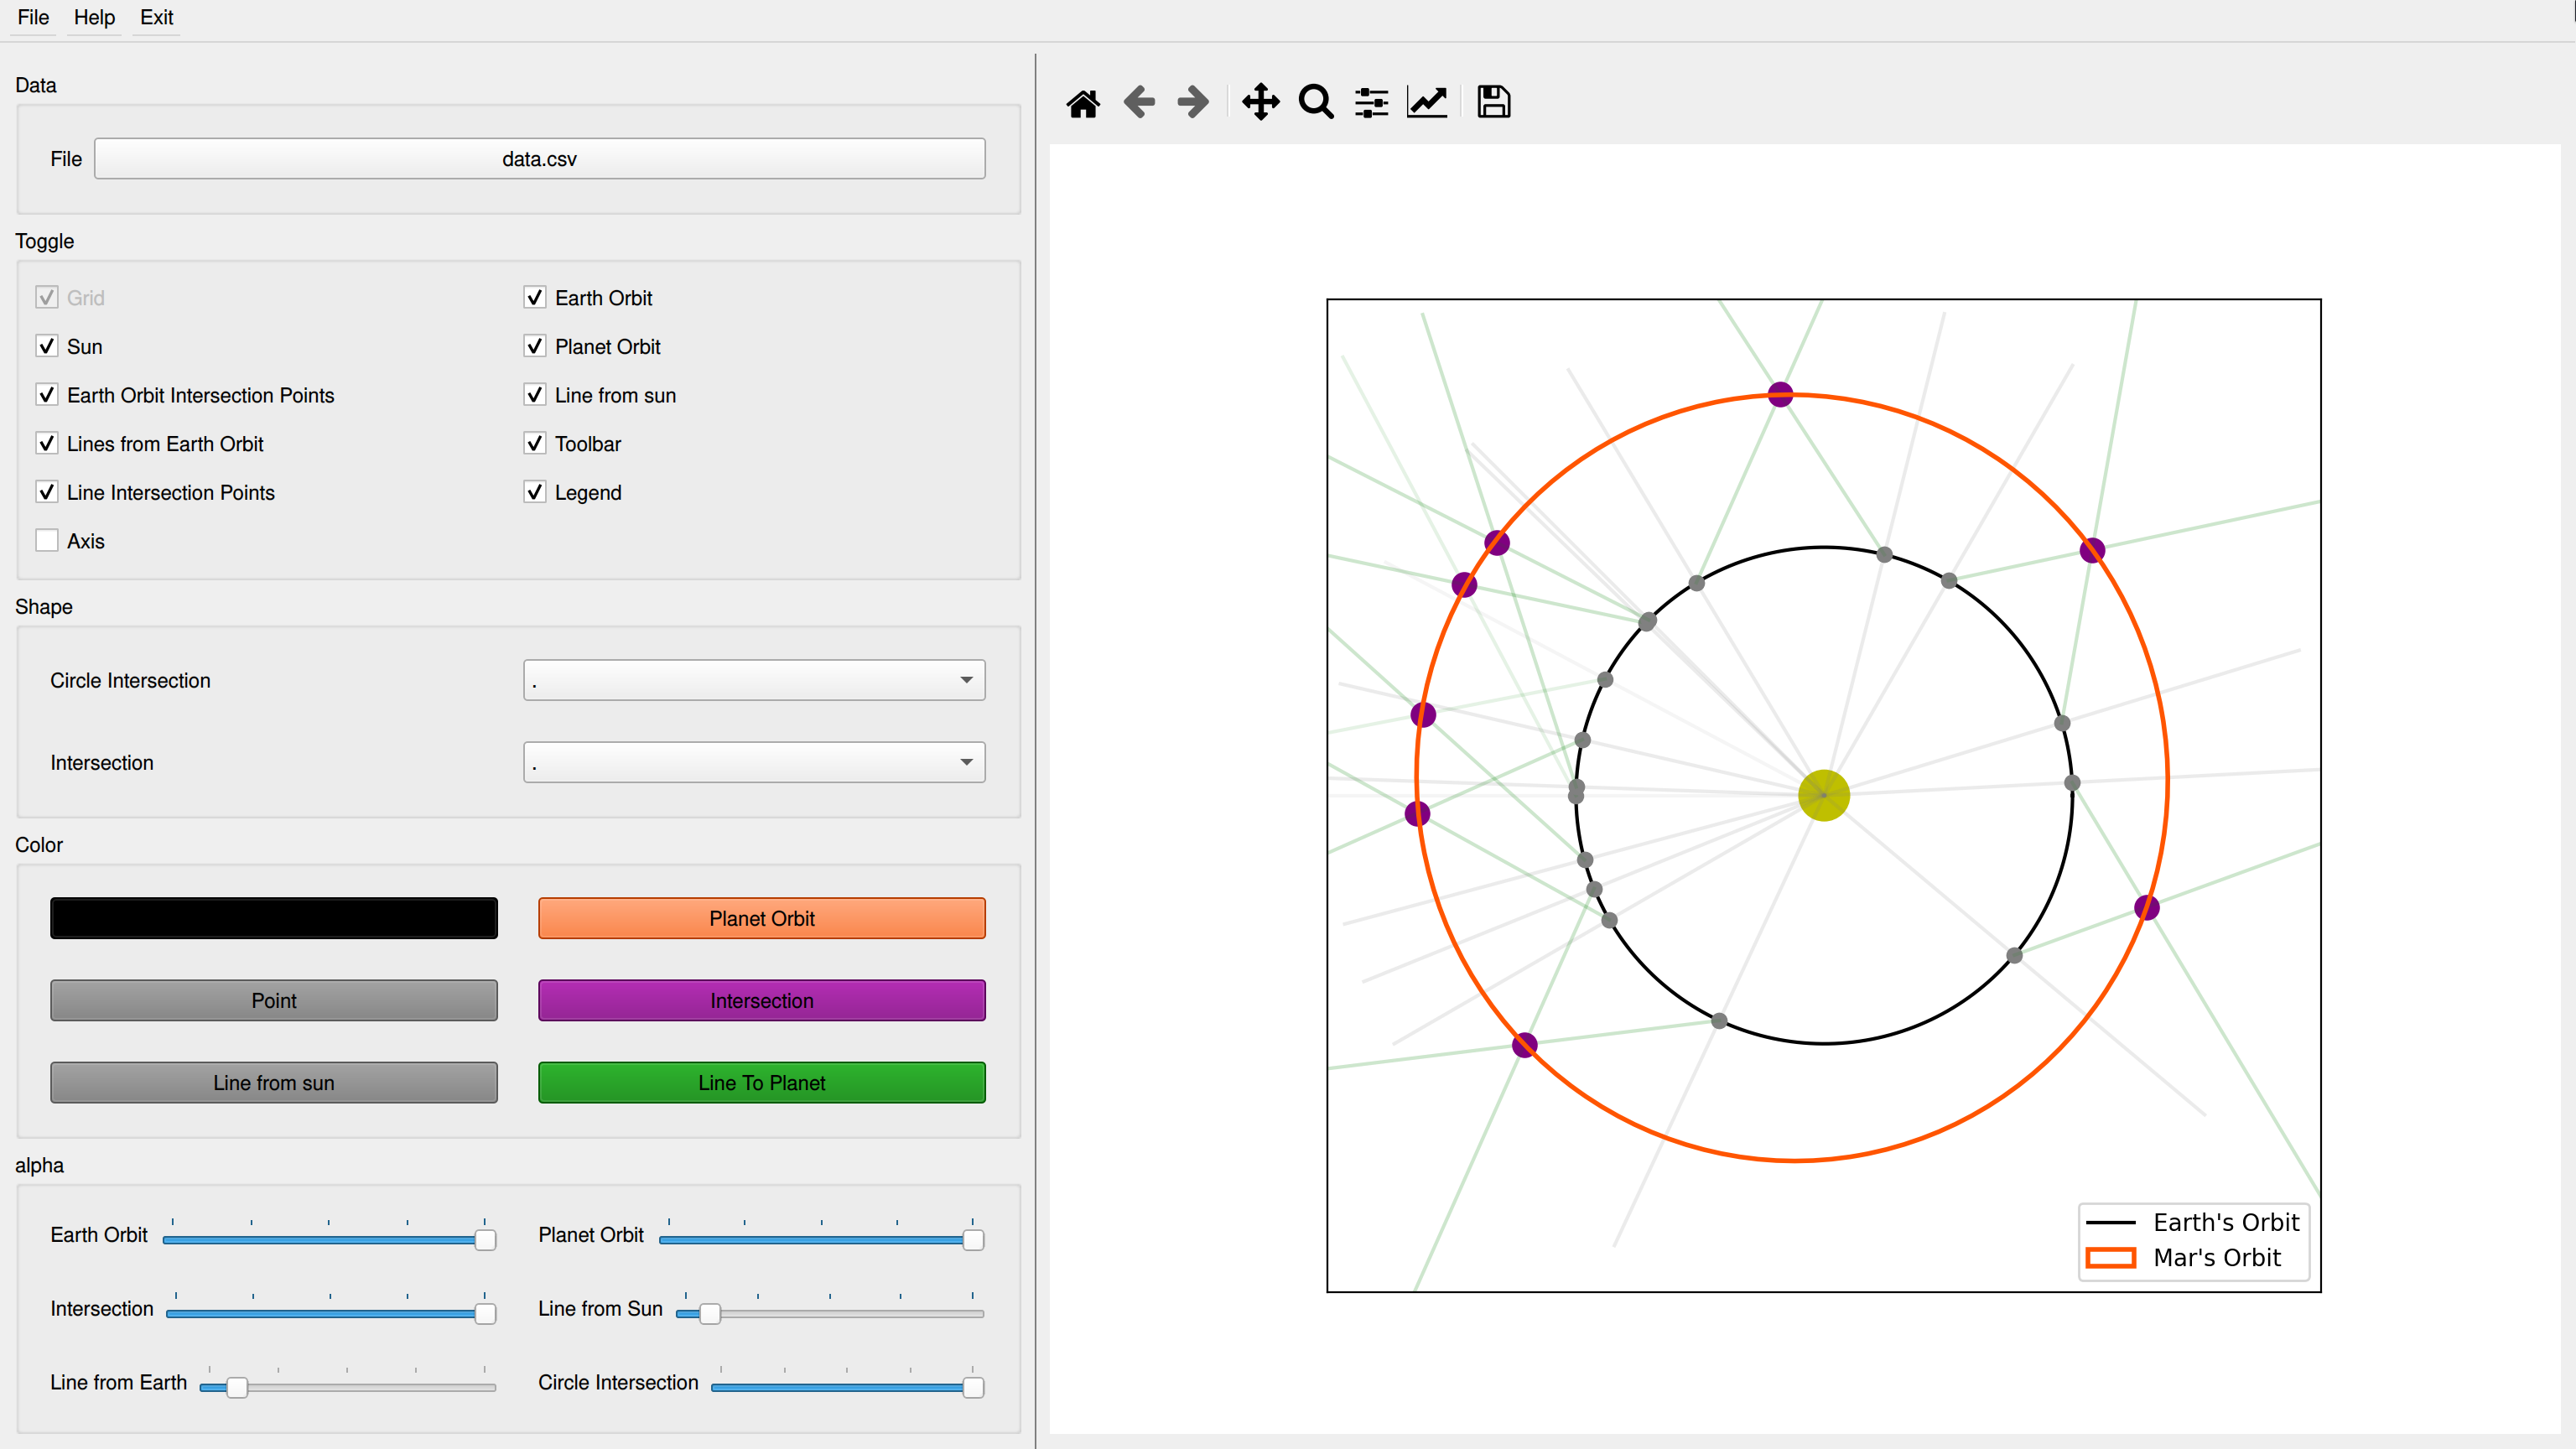 File Help Exit
Data
File data.csv
Toggle
Grid
Earth Orbit
Sun
Planet Orbit
Earth Orbit Intersection Points
Line from sun
Lines from Earth Orbit
Toolbar
Line Intersection Points
Legend
Axis
Shape
Circle Intersection .
Intersection .
Color
Planet Orbit
Point
Intersection
Line from sun
Line To Planet
alpha
Earth Orbit
Planet Orbit
Intersection
Line from Sun
Line from Earth
Circle Intersection
Earth's Orbit
Mar's Orbit